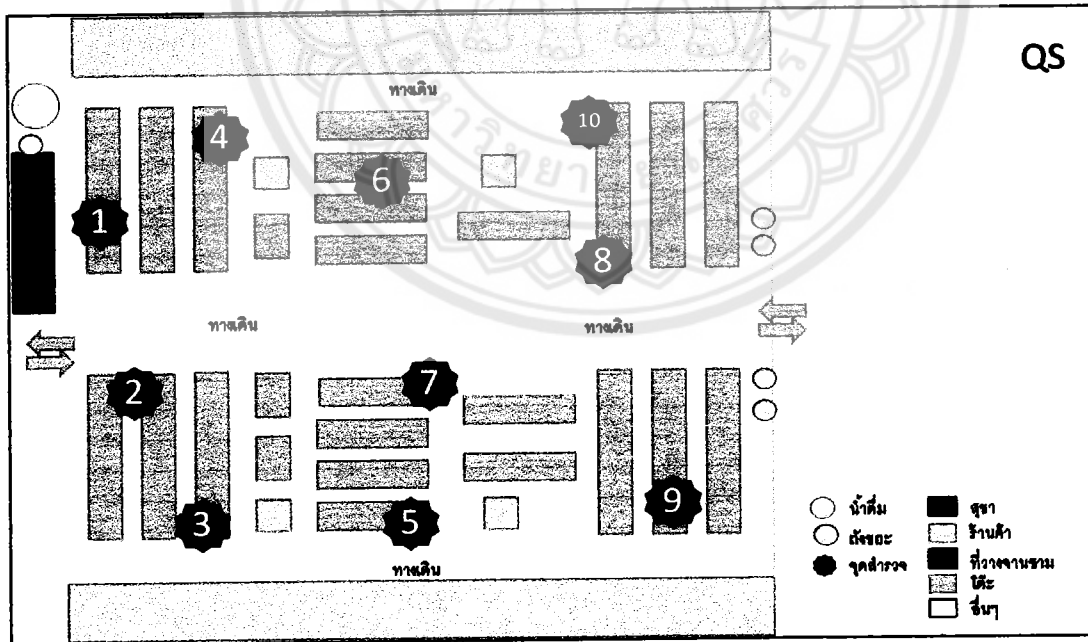 QS
ทางเดิน
4
10
6
1
8
ทางเดิน
ทางเดิน
7
2
9
3
5
น้ำดื่ม
สุขา
ถังขยะ
ร้านค้า
จุดสำรวจ
ที่วางจานชาม
โต๊ะ
อื่นๆ
ทางเดิน